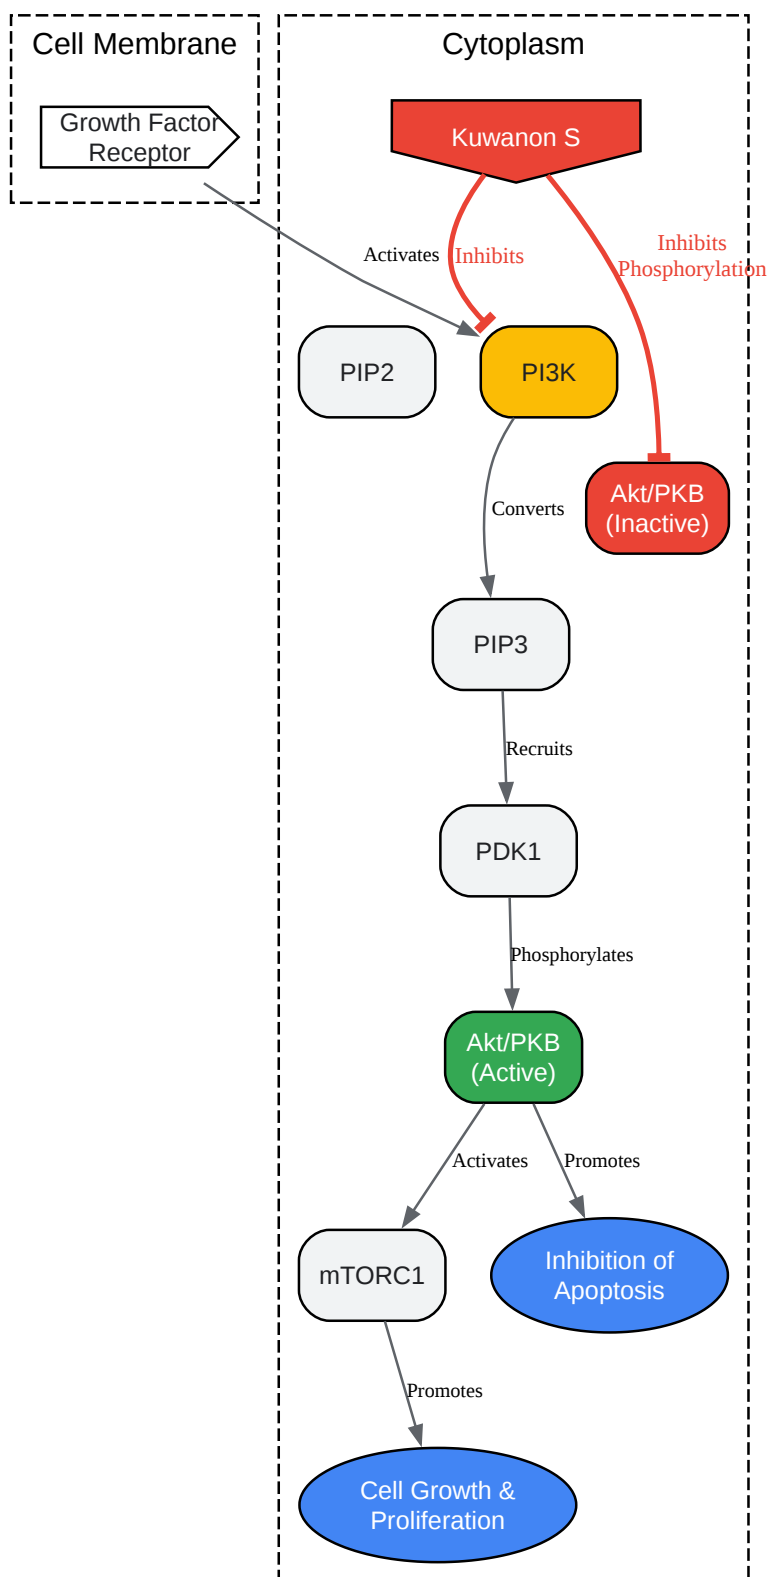 Cell Membrane
Cytoplasm
Growth Factor
Receptor
Kuwanon S
Activates
Inhibits
Inhibits
Phosphorylation
PIP2
PI3K
Akt/PKB
(Inactive)
Converts
PIP3
Recruits
PDK1
Phosphorylates
Akt/PKB
(Active)
Activates
Promotes
mTORC1
Inhibition of
Apoptosis
Promotes
Cell Growth &
Proliferation